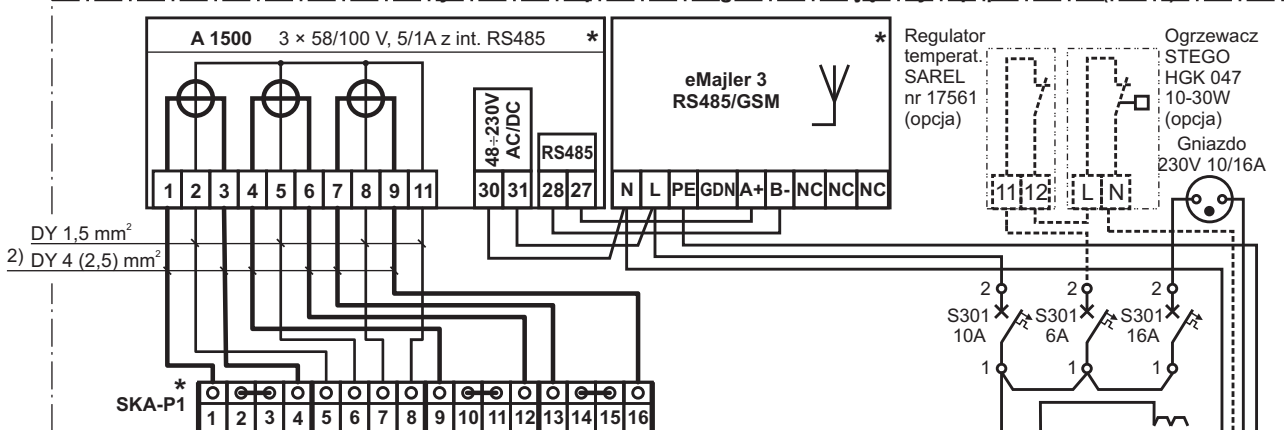 A 1500 3 × 58/100 V, 5/1A z int. RS485 *
48÷230V
AC/DC
RS485
1 2 3 4 5 6 7 8 9 11 30 31 28 27
*
eMajler 3
RS485/GSM
N L PE GDN A+ B- NC NC NC
Regulator
temperat.
SAREL
nr 17561
(opcja)
Ogrzewacz
STEGO
HGK 047
10-30W
(opcja)
Gniazdo
230V 10/16A
11 12 L N
DY 1,5 mm²
2) DY 4 (2,5) mm²
2 2 2
S301
10A
S301
6A
S301
16A
1 1 1
*
SKA-P1
1 2 3 4 5 6 7 8 9 10 11 12 13 14 15 16